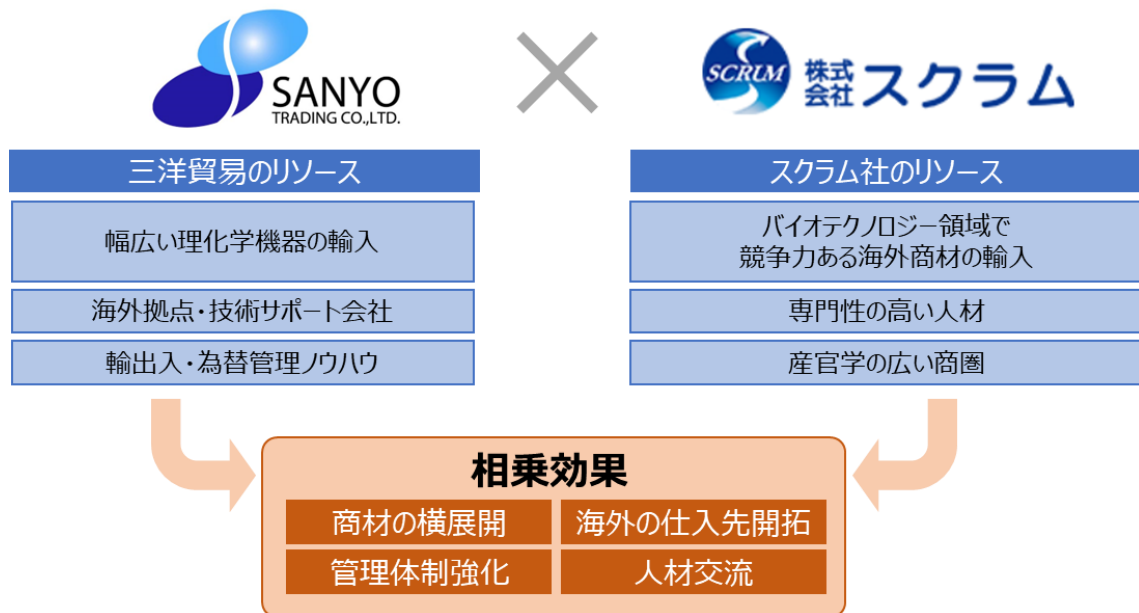 SANYO
TRADING CO.,LTD.
SCRUM
株式
会社
スクラム
三洋貿易のリソース
幅広い理化学機器の輸入
海外拠点・技術サポート会社
輸出入・為替管理ノウハウ
スクラム社のリソース
バイオテクノロジー領域で
競争力ある海外商材の輸入
専門性の高い人材
産官学の広い商圏
相乗効果
商材の横展開
海外の仕入先開拓
管理体制強化
人材交流